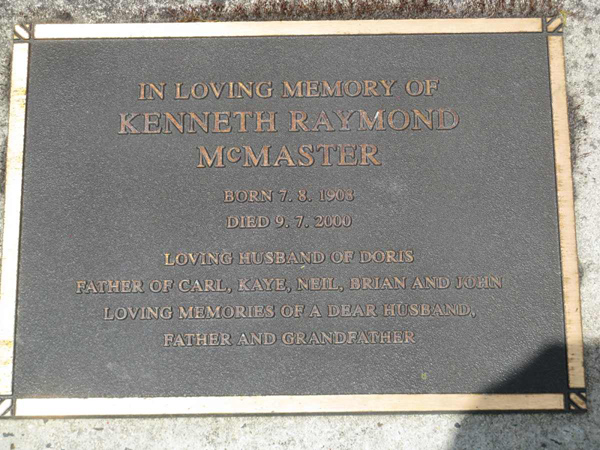 IN LOVING MEMORY OF
KENNETH RAYMOND
McMASTER
BORN 7. 8. 1908
DIED 9. 7. 2000
LOVING HUSBAND OF DORIS
FATHER OF CARL, KAYE, NEIL, BRIAN AND JOHN
LOVING MEMORIES OF A DEAR HUSBAND,
FATHER AND GRANDFATHER